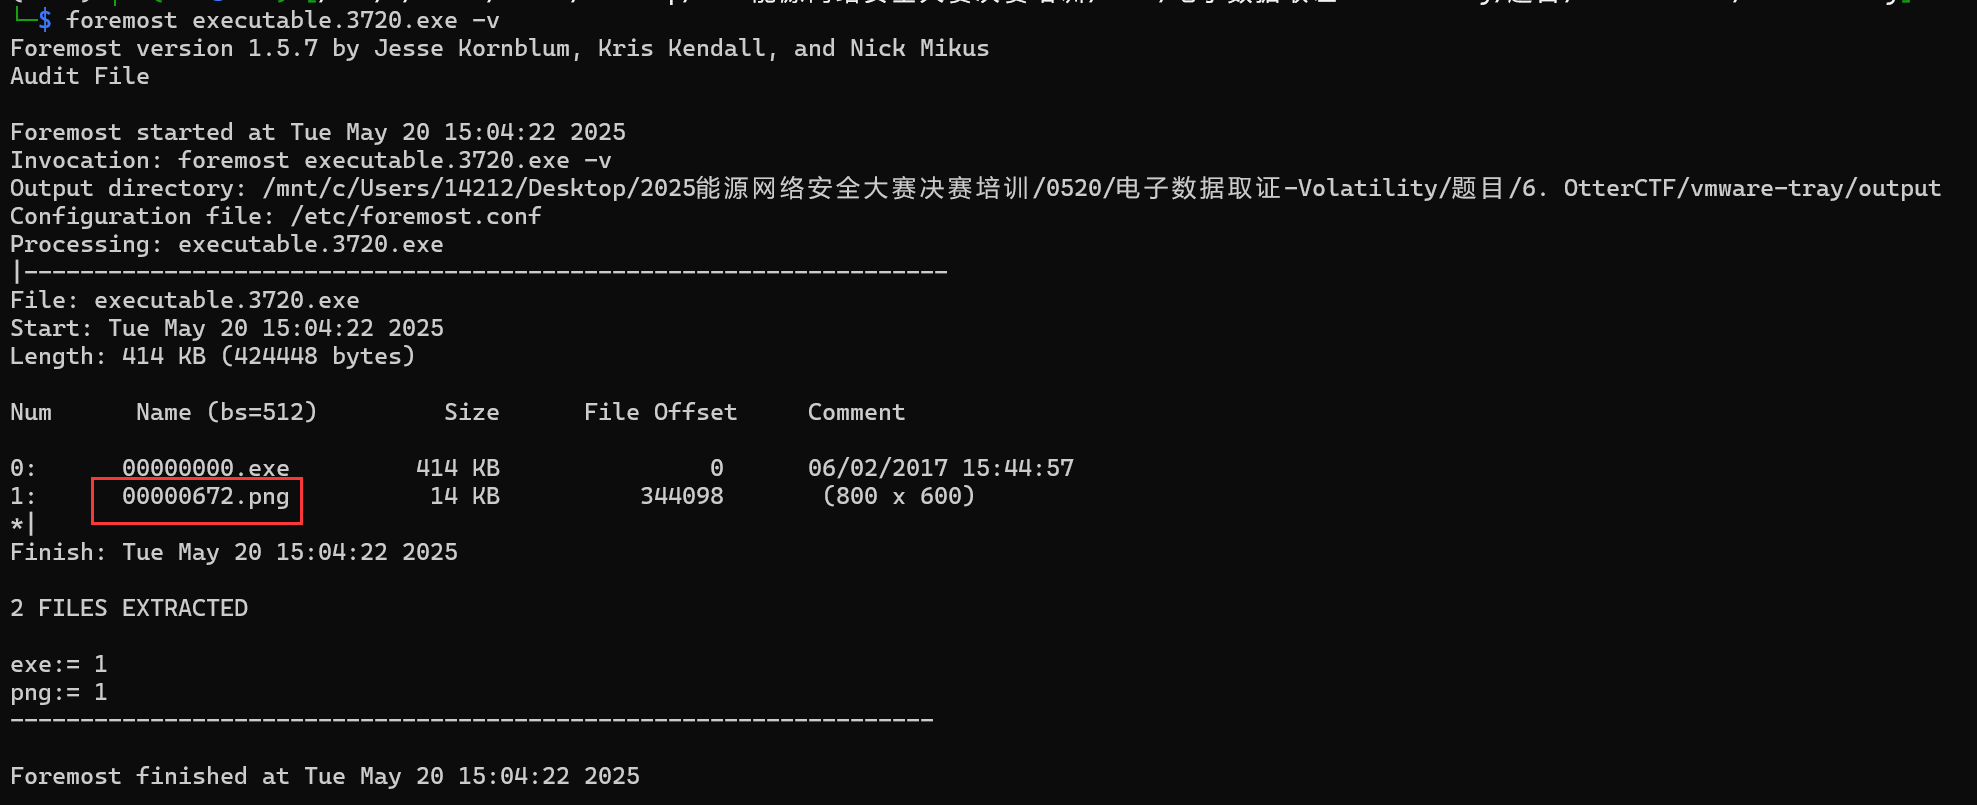 └─$ foremost executable.3720.exe -v
Foremost version 1.5.7 by Jesse Kornblum, Kris Kendall, and Nick Mikus
Audit File
Foremost started at Tue May 20 15:04:22 2025
Invocation: foremost executable.3720.exe -v
Output directory: /mnt/c/Users/14212/Desktop/2025能源网络安全大赛决赛培训/0520/电子数据取证-Volatility/题目/6. OtterCTF/vmware-tray/output
Configuration file: /etc/foremost.conf
Processing: executable.3720.exe
|------------------------------------------------------------------
File: executable.3720.exe
Start: Tue May 20 15:04:22 2025
Length: 414 KB (424448 bytes)
Num      Name (bs=512)         Size      File Offset     Comment
0:      00000000.exe         414 KB               0      06/02/2017 15:44:57
1:      00000672.png          14 KB          344098       (800 x 600)
*|
Finish: Tue May 20 15:04:22 2025
2 FILES EXTRACTED
exe:= 1
png:= 1
------------------------------------------------------------------
Foremost finished at Tue May 20 15:04:22 2025